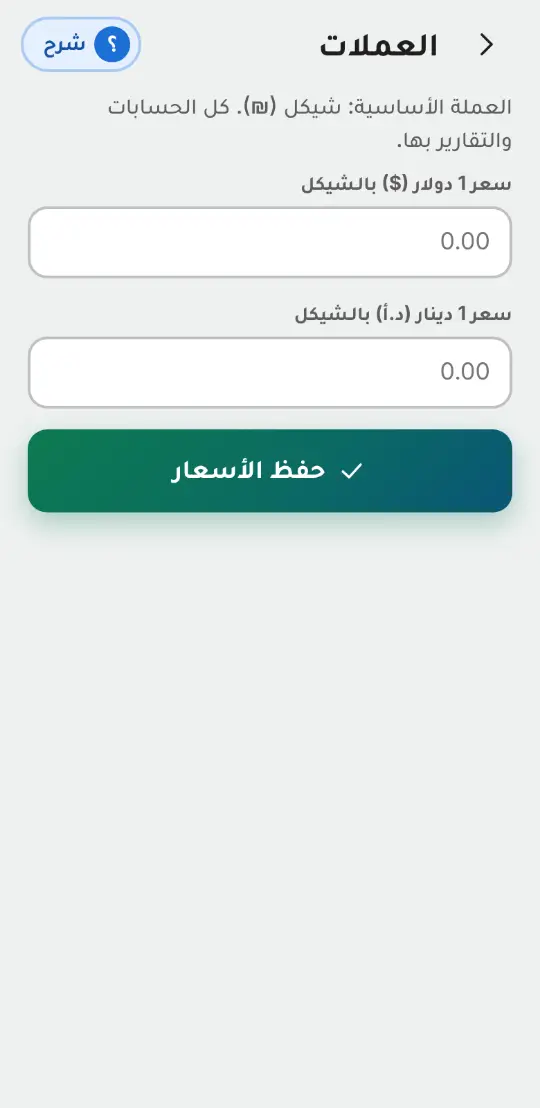 العملات
؟ شرح
العملة الأساسية: شيكل (₪). كل الحسابات
والتقارير بها.
سعر 1 دولار ($) بالشيكل
0.00
سعر 1 دينار (د.أ) بالشيكل
0.00
حفظ الأسعار